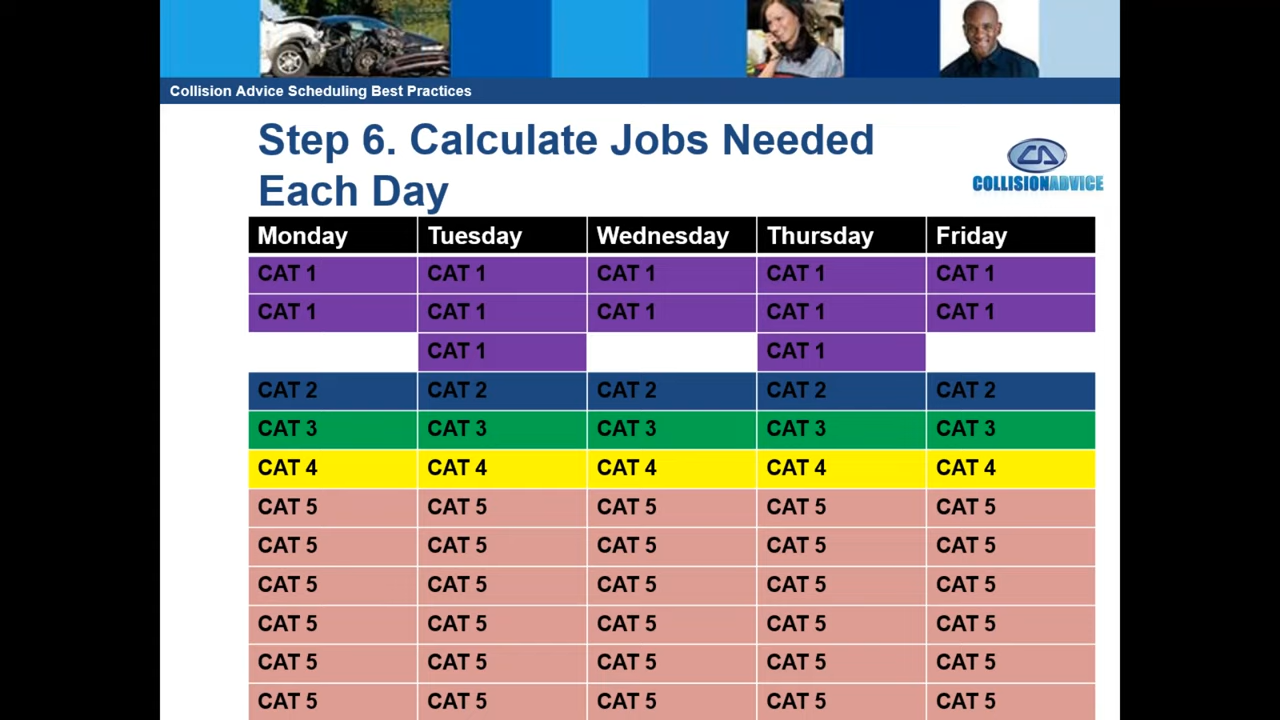 Collision Advice Scheduling Best Practices
Step 6. Calculate Jobs Needed
Each Day
COLLISIONADVICE
Monday Tuesday Wednesday Thursday Friday
CAT 1 CAT 1 CAT 1 CAT 1 CAT 1
CAT 1 CAT 1 CAT 1 CAT 1 CAT 1
CAT 1 CAT 1
CAT 2 CAT 2 CAT 2 CAT 2 CAT 2
CAT 3 CAT 3 CAT 3 CAT 3 CAT 3
CAT 4 CAT 4 CAT 4 CAT 4 CAT 4
CAT 5 CAT 5 CAT 5 CAT 5 CAT 5
CAT 5 CAT 5 CAT 5 CAT 5 CAT 5
CAT 5 CAT 5 CAT 5 CAT 5 CAT 5
CAT 5 CAT 5 CAT 5 CAT 5 CAT 5
CAT 5 CAT 5 CAT 5 CAT 5 CAT 5
CAT 5 CAT 5 CAT 5 CAT 5 CAT 5